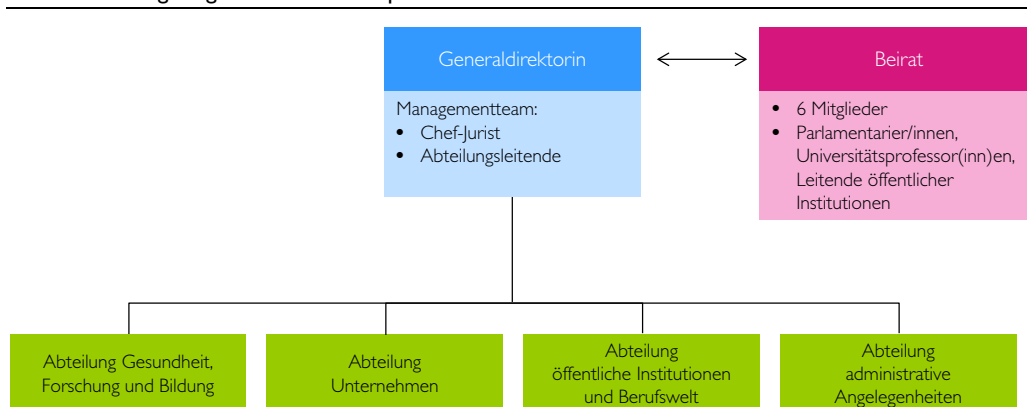 Generaldirektorin
Beirat
Managementteam:
• Chef-Jurist
• Abteilungsleitende
• 6 Mitglieder
• Parlamentarier/innen,
Universitätsprofessor(inn)en,
Leitende öffentlicher
Institutionen
Abteilung Gesundheit,
Forschung und Bildung
Abteilung
Unternehmen
Abteilung
öffentliche Institutionen
und Berufswelt
Abteilung
administrative
Angelegenheiten